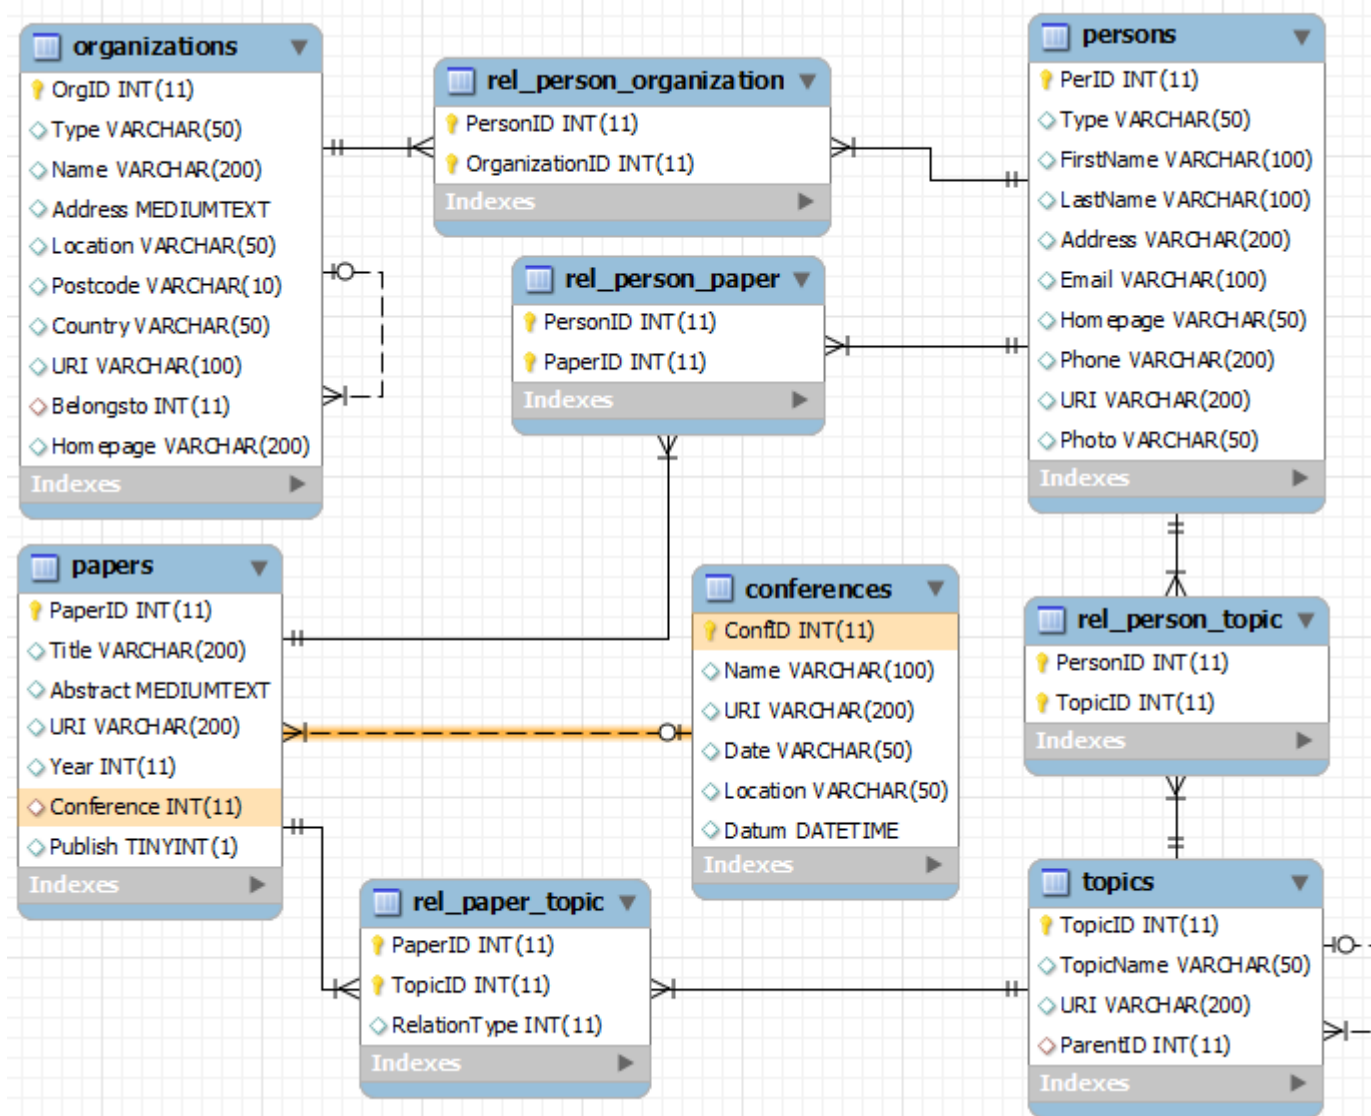 organizations
OrgID INT(11)
Type VARCHAR(50)
Name VARCHAR(200)
Address MEDIUMTEXT
Location VARCHAR(50)
Postcode VARCHAR(10)
Country VARCHAR(50)
URI VARCHAR(100)
Belongsto INT(11)
Homepage VARCHAR(200)
Indexes
rel_person_organization
PersonID INT(11)
OrganizationID INT(11)
Indexes
persons
PerID INT(11)
Type VARCHAR(50)
FirstName VARCHAR(100)
LastName VARCHAR(100)
Address VARCHAR(200)
Email VARCHAR(100)
Homepage VARCHAR(50)
Phone VARCHAR(200)
URI VARCHAR(200)
Photo VARCHAR(50)
Indexes
rel_person_paper
PersonID INT(11)
PaperID INT(11)
Indexes
papers
PaperID INT(11)
Title VARCHAR(200)
Abstract MEDIUMTEXT
URI VARCHAR(200)
Year INT(11)
Conference INT(11)
Publish TINYINT(1)
Indexes
conferences
ConfID INT(11)
Name VARCHAR(100)
URI VARCHAR(200)
Date VARCHAR(50)
Location VARCHAR(50)
Datum DATETIME
Indexes
rel_person_topic
PersonID INT(11)
TopicID INT(11)
Indexes
rel_paper_topic
PaperID INT(11)
TopicID INT(11)
RelationType INT(11)
Indexes
topics
TopicID INT(11)
TopicName VARCHAR(50)
URI VARCHAR(200)
ParentID INT(11)
Indexes